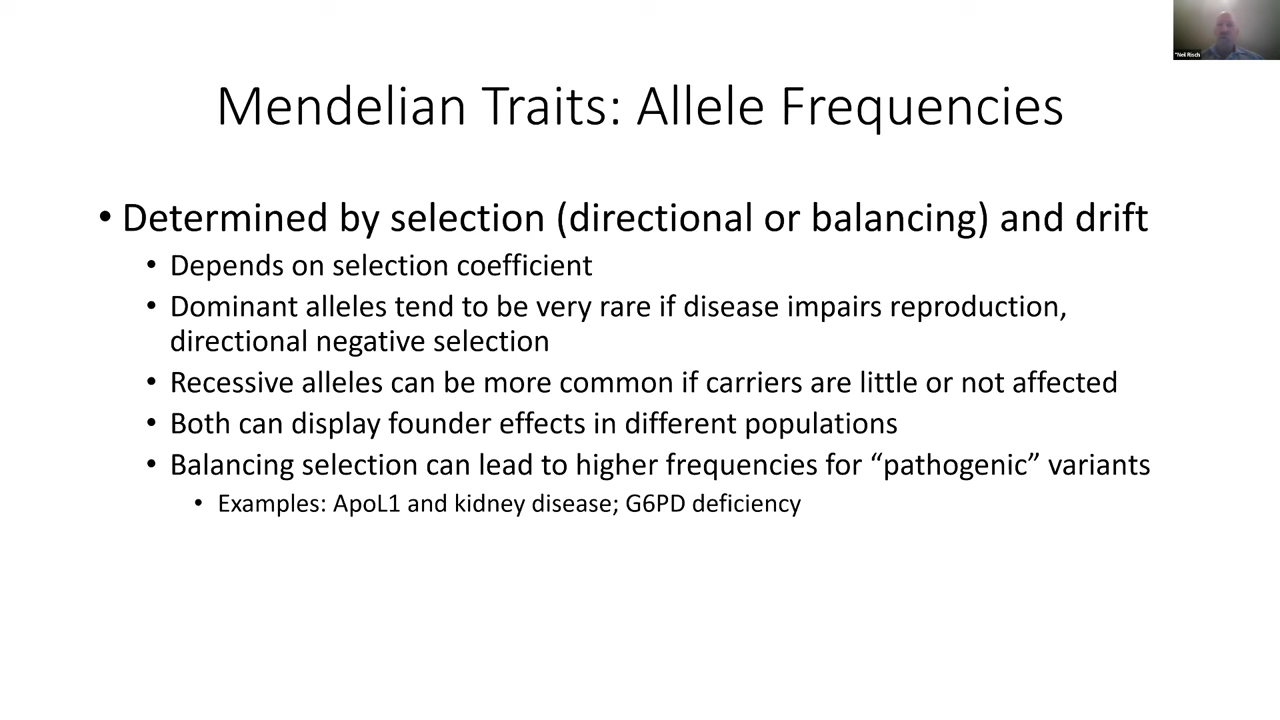 *Neil Risch
Mendelian Traits: Allele Frequencies
• Determined by selection (directional or balancing) and drift
• Depends on selection coefficient
• Dominant alleles tend to be very rare if disease impairs reproduction,
directional negative selection
• Recessive alleles can be more common if carriers are little or not affected
• Both can display founder effects in different populations
• Balancing selection can lead to higher frequencies for “pathogenic” variants
• Examples: ApoL1 and kidney disease; G6PD deficiency